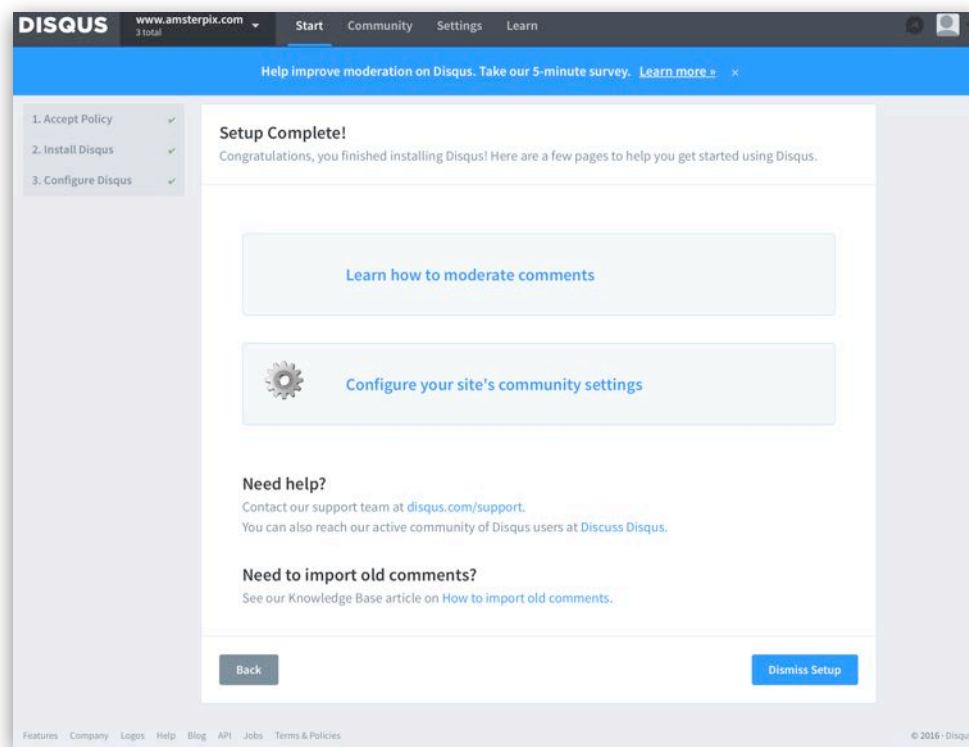 DISQUS
www.amsterpix.com
3 total
Start Community Settings Learn
Help improve moderation on Disqus. Take our 5-minute survey. Learn more » ×
1. Accept Policy ✓
2. Install Disqus ✓
3. Configure Disqus ✓
Setup Complete!
Congratulations, you finished installing Disqus! Here are a few pages to help you get started using Disqus.
Learn how to moderate comments
Configure your site's community settings
Need help?
Contact our support team at disqus.com/support.
You can also reach our active community of Disqus users at Discuss Disqus.
Need to import old comments?
See our Knowledge Base article on How to import old comments.
Back Dismiss Setup
Features Company Logos Help Blog API Jobs Terms & Policies © 2016 - Disqu